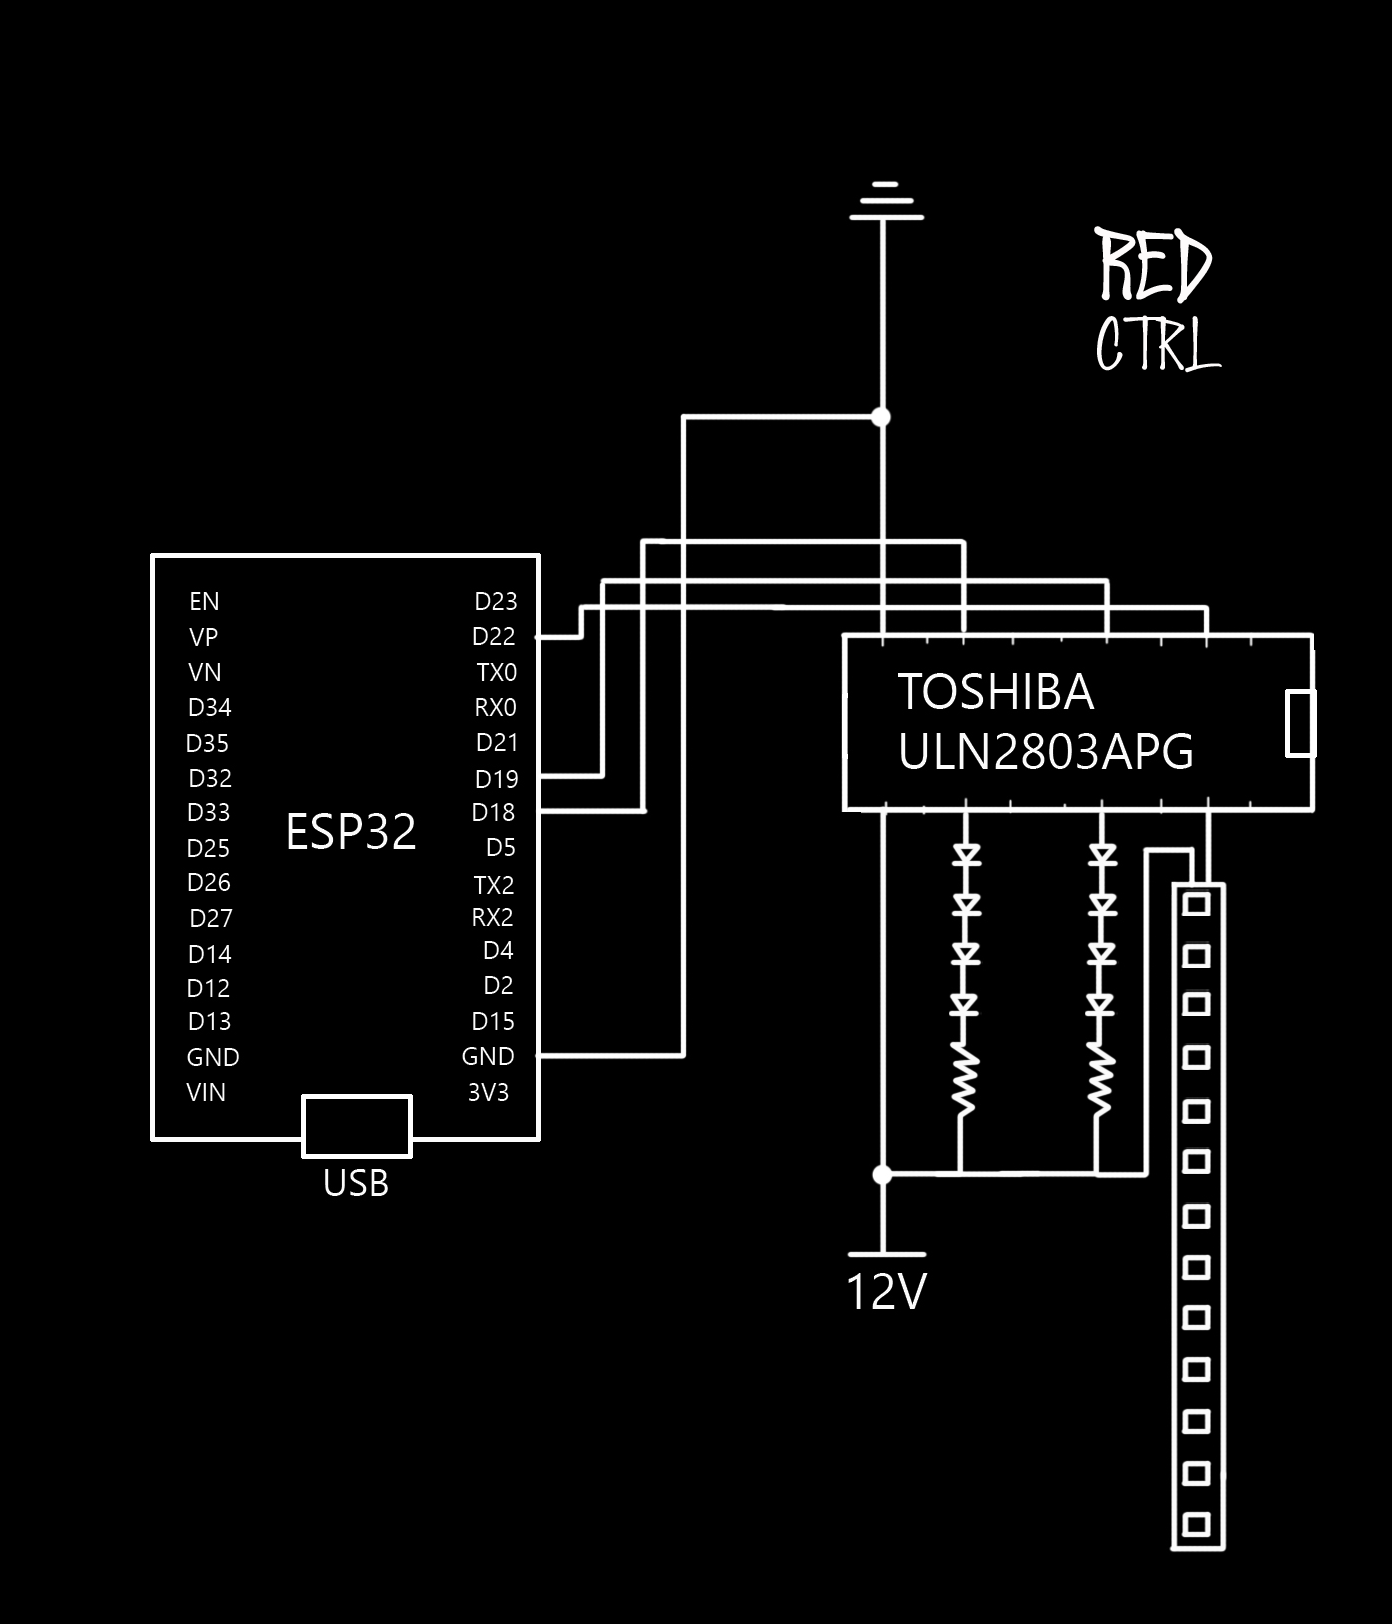 RED
CTRL
EN
VP
VN
D34
D35
D32
D33
D25
D26
D27
D14
D12
D13
GND
VIN
ESP32
D23
D22
TX0
RX0
D21
D19
D18
D5
TX2
RX2
D4
D2
D15
GND
3V3
USB
TOSHIBA
ULN2803APG
12V